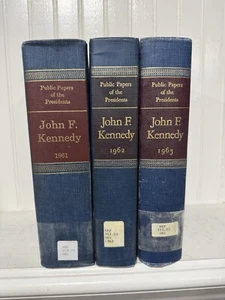 Public Papers
of the
Presidents
John F.
Kennedy
1961
Public Papers
of the
Presidents
John F.
Kennedy
1962
Public Papers
of the
Presidents
John F.
Kennedy
1963